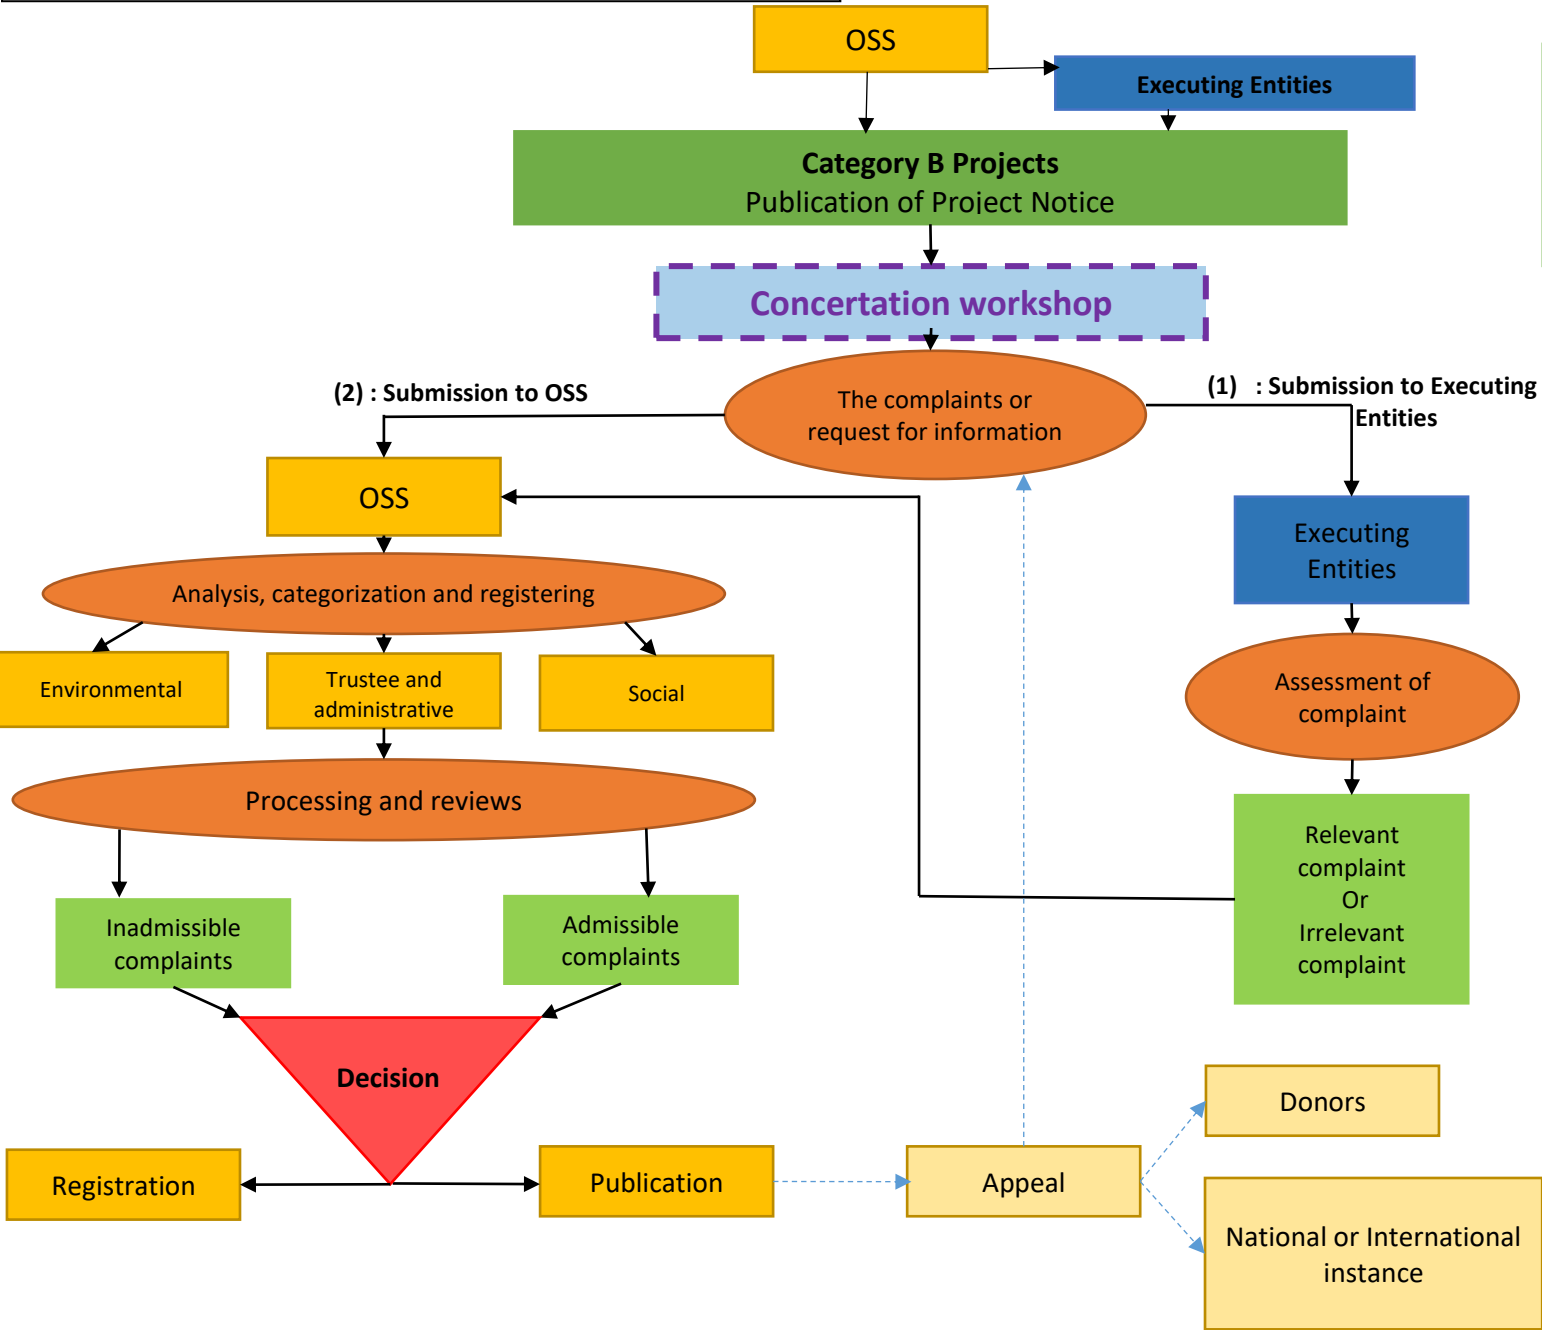 OSS
Executing Entities
Category B Projects
Publication of Project Notice
Concertation workshop
(2) : Submission to OSS
The complaints or
request for information
(1) : Submission to Executing
Entities
OSS
Executing
Entities
Analysis, categorization and registering
Environmental
Trustee and
administrative
Social
Assessment of
complaint
Processing and reviews
Relevant
complaint
Or
Irrelevant
complaint
Inadmissible
complaints
Admissible
complaints
Decision
Donors
Registration
Publication
Appeal
National or International
instance